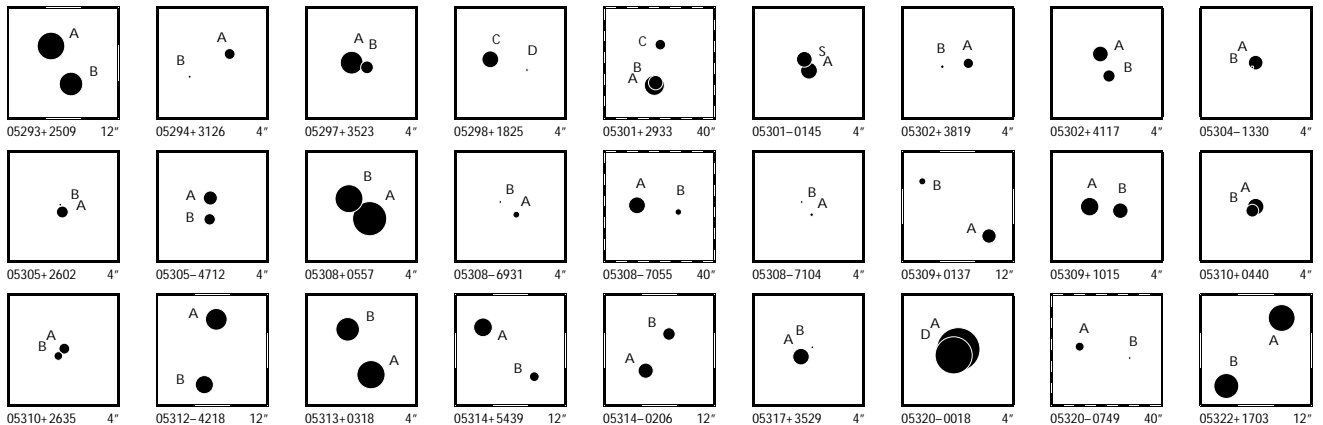 A B
A B
A B
C D
C B A
S A
B A
A B
A B
05293+2509 12″ 05294+3126 4″ 05297+3523 4″ 05298+1825 4″ 05301+2933 40″ 05301−0145 4″ 05302+3819 4″ 05302+4117 4″ 05304−1330 4″
B A
A B
B A
B A
A B
B A
B A
A B
A B
05305+2602 4″ 05305−4712 4″ 05308+0557 4″ 05308−6931 4″ 05308−7055 40″ 05308−7104 4″ 05309+0137 12″ 05309+1015 4″ 05310+0440 4″
A B
A B
B A
A B
B A
B A
A D
A B
A B
05310+2635 4″ 05312−4218 12″ 05313+0318 4″ 05314+5439 12″ 05314−0206 12″ 05317+3529 4″ 05320−0018 4″ 05320−0749 40″ 05322+1703 12″